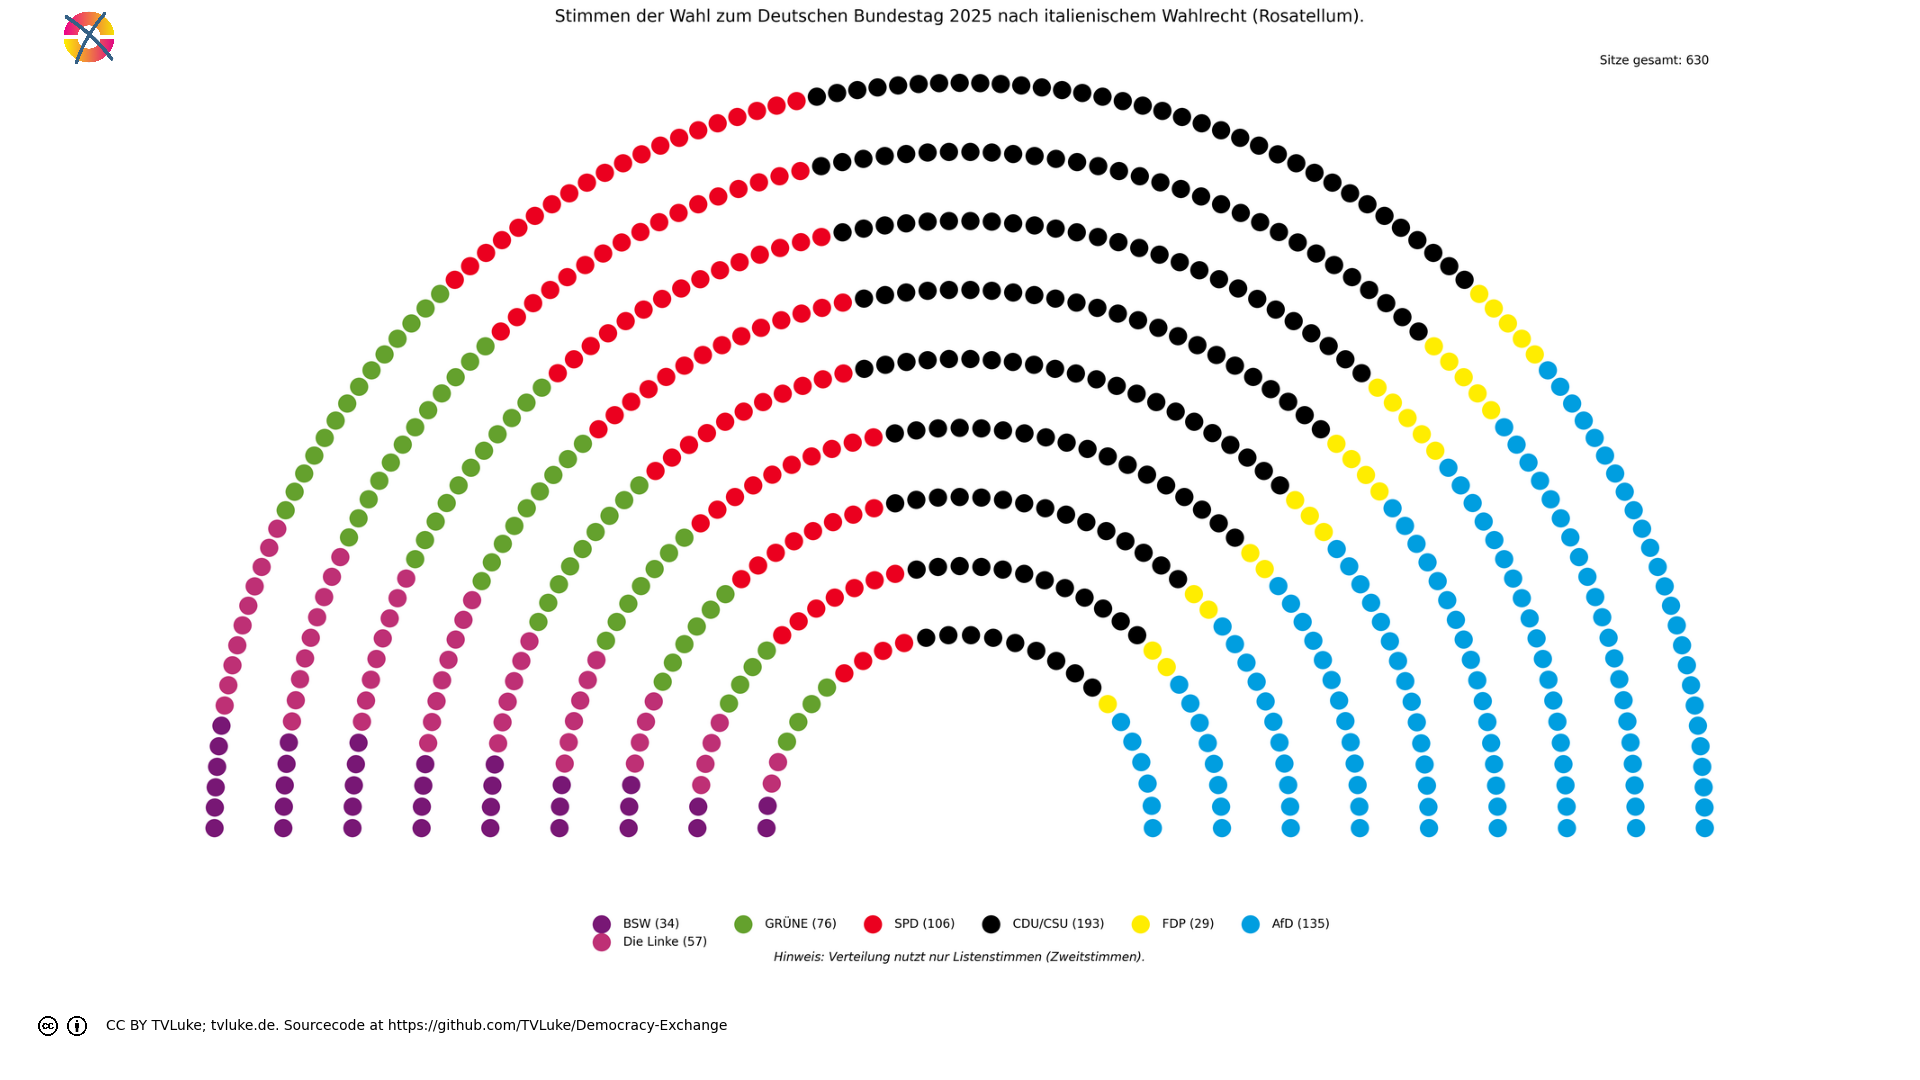 Stimmen der Wahl zum Deutschen Bundestag 2025 nach italienischem Wahlrecht (Rosatellum).
Sitze gesamt: 630
BSW (34) GRÜNE (76) SPD (106) CDU/CSU (193) FDP (29) AfD (135)
Die Linke (57)
Hinweis: Verteilung nutzt nur Listenstimmen (Zweitstimmen).
cc CC BY TVLuke; tvluke.de. Sourcecode at https://github.com/TVLuke/Democracy-Exchange